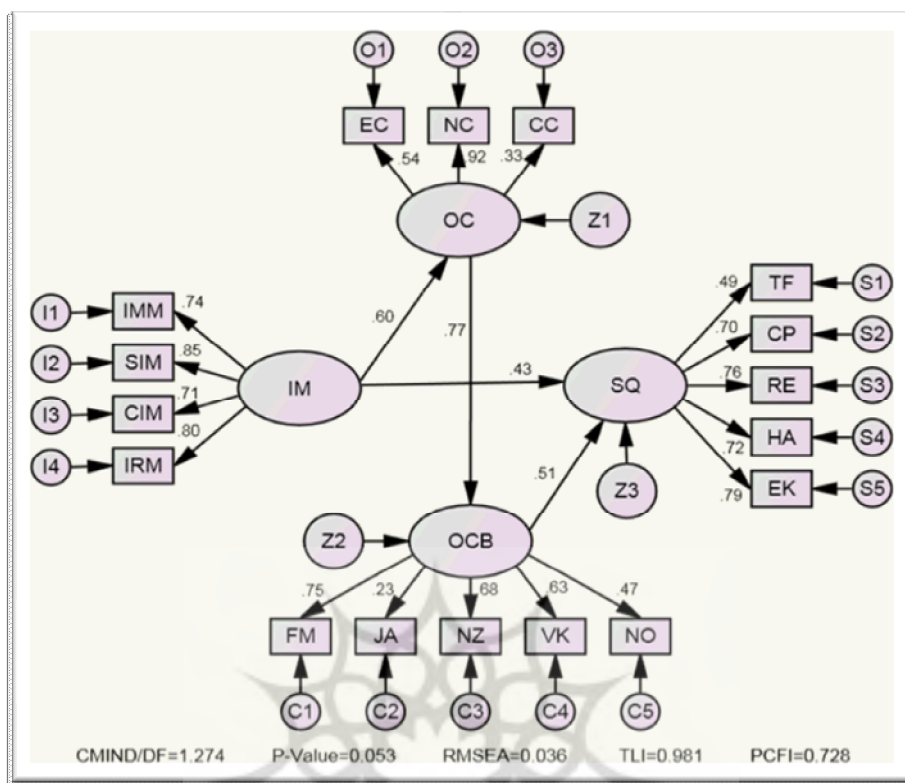 O1 O2 O3
EC NC CC
.54 .92 .33
OC Z1
I1 IMM .74
.60 .77
.49 TF S1
I2 SIM .85
.70 CP S2
IM .43 SQ
.76 RE S3
I3 CIM .71
I4 IRM .80
.72 HA S4
.51 Z3
.79 EK S5
Z2 OCB
.75 .23 .68 .63 .47
FM JA NZ VK NO
C1 C2 C3 C4 C5
CMIND/DF=1.274 P-Value=0.053 RMSEA=0.036 TLI=0.981 PCFI=0.728